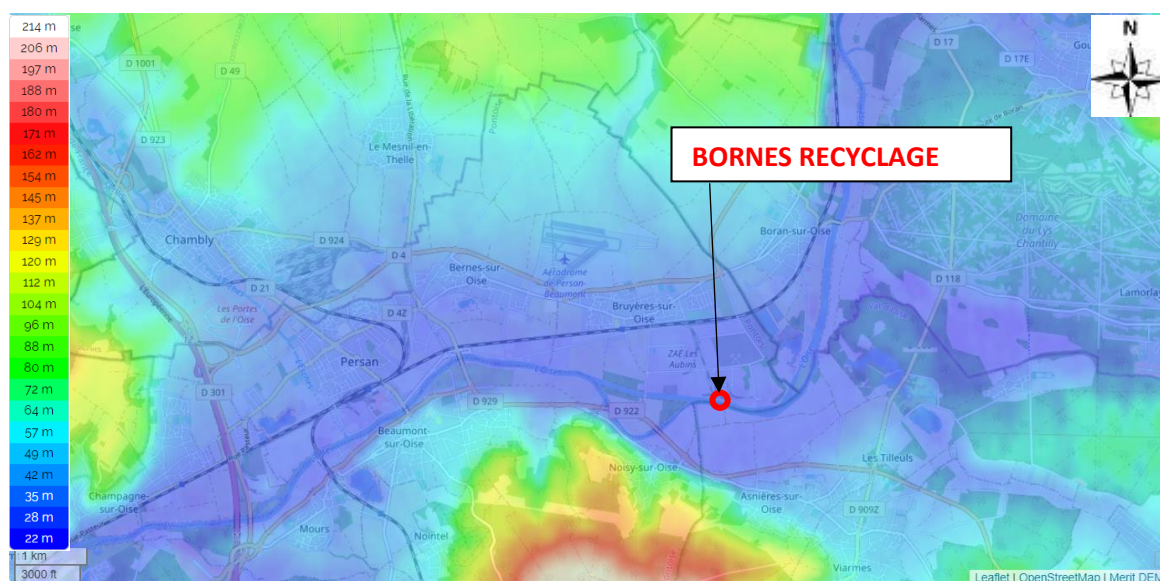 214 m
206 m
197 m
188 m
180 m
171 m
162 m
154 m
145 m
137 m
129 m
120 m
112 m
104 m
96 m
88 m
80 m
72 m
64 m
57 m
49 m
42 m
35 m
28 m
22 m
1 km
3000 ft
N
BORNES RECYCLAGE
D 1001
D 49
D 923
Le Mesnil-en-
Thelle
Pontoise
D 17
D 17E
Chambly
D 924
D 4
D 21
Les Portes
de l'Oise
Bernes-sur-
Oise
Aérodrome
de Persan-
Beaumont
Boran-sur-Oise
Domaine
du Lys
Chantilly
D 118
Bruyères-sur-
Oise
D 4Z
Persan
ZAE Les
Aubins
D 301
D 929
D 922
Beaumont-
sur-Oise
Noisy-sur-Oise
Les Tilleuls
Asnières-sur-
Oise
Champagne-
sur-Oise
Mours
Nointel
D 909Z
Viarmes
Leaflet | OpenStreetMap | Merit DEM